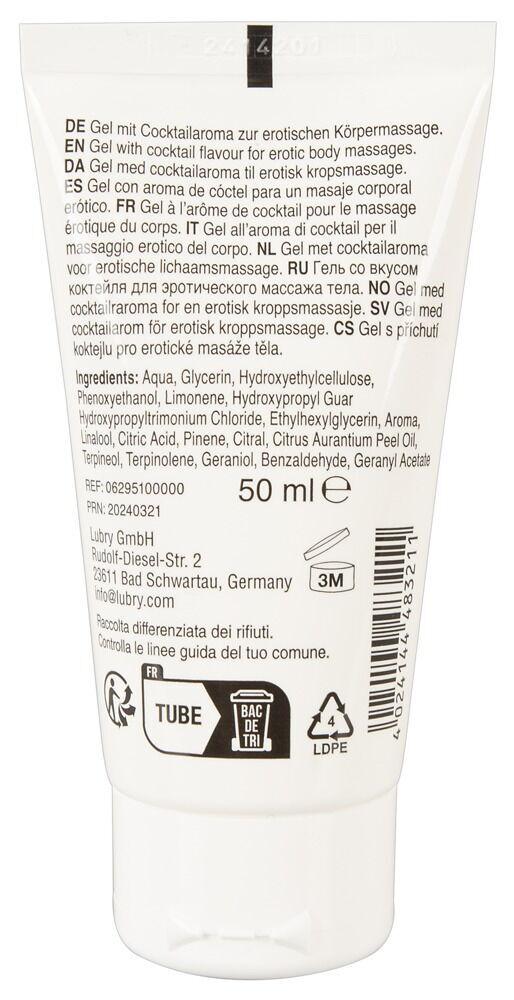 2414201
DE Gel mit Cocktailaroma zur erotischen Körpermassage.
EN Gel with cocktail flavour for erotic body massages.
DA Gel med cocktailaroma til erotisk kropsmassage.
ES Gel con aroma de cóctel para un masaje corporal
erótico. FR Gel à l'arôme de cocktail pour le massage
érotique du corps. IT Gel all'aroma di cocktail per il
massaggio erotico del corpo. NL Gel met cocktailaroma
voor erotische lichaamsmassage. RU Гель со вкусом
коктейля для эротического массажа тела. NO Gel med
cocktailraroma for en erotisk kroppsmassasje. SV Gel med
cocktailarom för erotisk kroppsmassage. CS Gel s příchutí
koktejlu pro erotické masáže těla.
Ingredients: Aqua, Glycerin, Hydroxyethylcellulose,
Phenoxyethanol, Limonene, Hydroxypropyl Guar
Hydroxypropyltrimonium Chloride, Ethylhexylglycerin, Aroma,
Linalool, Citric Acid, Pinene, Citral, Citrus Aurantium Peel Oil,
Terpineol, Terpinolene, Geraniol, Benzaldehyde, Geranyl Acetate
REF: 06295100000
PRN: 20240321
50 ml ℮
Lubry GmbH
Rudolf-Diesel-Str. 2
23611 Bad Schwartau, Germany
info@lubry.com
3M
Raccolta differenziata dei rifiuti.
Controlla le linee guida del tuo comune.
FR
TUBE
BAC
DE
TRI
4
LDPE
4 024144 483211